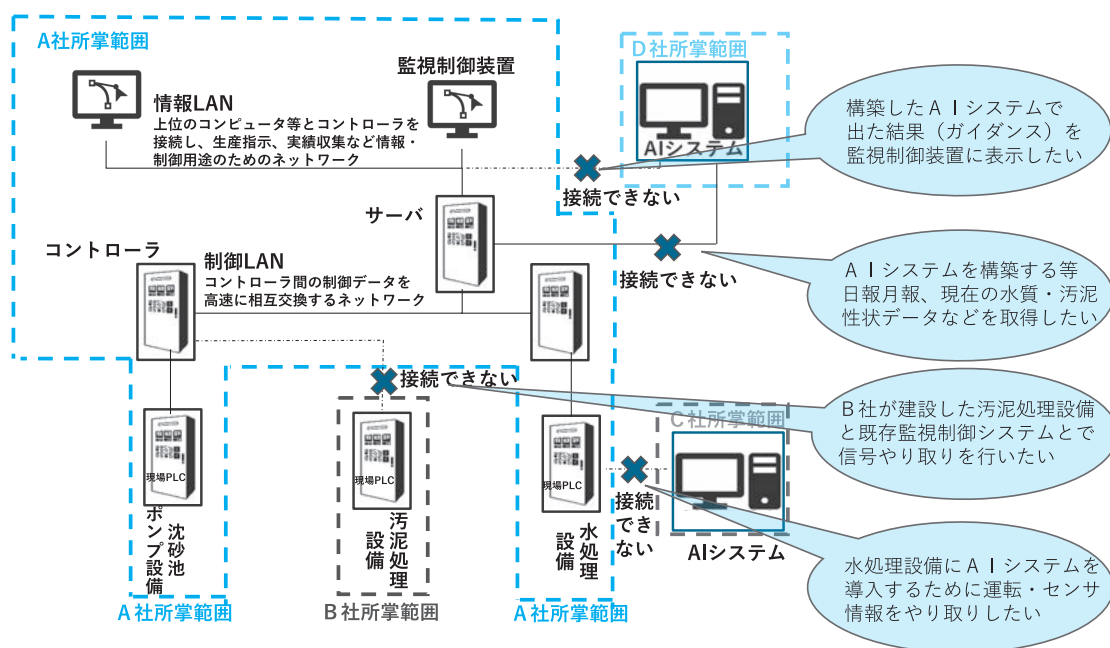 A社所掌範囲
監視制御装置
情報LAN
上位のコンピュータ等とコントローラを
接続し、生産指示、実績収集など情報・
制御用途のためのネットワーク
D社所掌範囲
AIシステム
接続できない
構築したＡＩシステムで
出た結果（ガイダンス）を
監視制御装置に表示したい
サーバ
接続できない
コントローラ
制御LAN
コントローラ間の制御データを
高速に相互交換するネットワーク
ＡＩシステムを構築する等
日報月報、現在の水質・汚泥
性状データなどを取得したい
接続できない
B社が建設した汚泥処理設備
と既存監視制御システムとで
信号やり取りを行いたい
現場PLC
現場PLC
現場PLC
C社所掌範囲
接続
でき
ない
AIシステム
沈砂池
ポンプ設備
汚泥処理
設備
水処理
設備
水処理設備にＡＩシステムを
導入するために運転・センサ
情報をやり取りしたい
A社所掌範囲
B社所掌範囲
A社所掌範囲